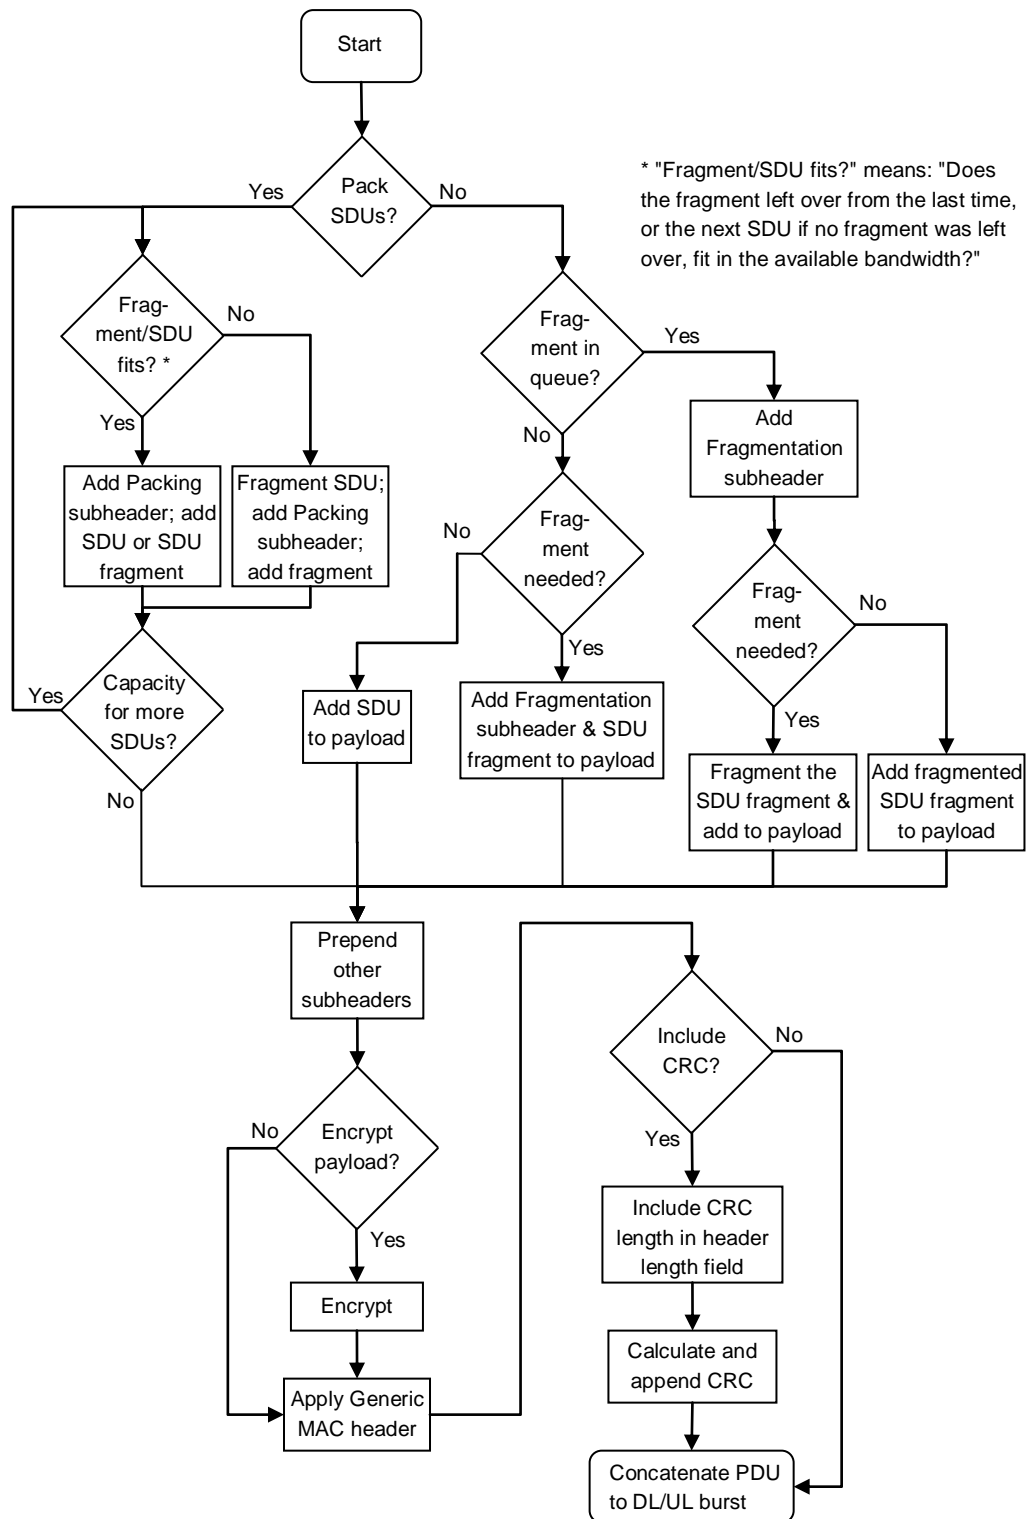 Start
Pack
SDUs?
Yes
No
* "Fragment/SDU fits?" means: "Does
the fragment left over from the last time,
or the next SDU if no fragment was left
over, fit in the available bandwidth?"
Frag-
ment/SDU
fits? *
No
Yes
Frag-
ment in
queue?
Yes
No
Add
Fragmentation
subheader
Add Packing
subheader; add
SDU or SDU
fragment
Fragment SDU;
add Packing
subheader;
add fragment
No
Frag-
ment
needed?
Yes
Frag-
ment
needed?
No
Yes
Yes
Capacity
for more
SDUs?
No
Add SDU
to payload
Add Fragmentation
subheader & SDU
fragment to payload
Fragment the
SDU fragment &
add to payload
Add fragmented
SDU fragment
to payload
Prepend
other
subheaders
No
Encrypt
payload?
Yes
Encrypt
Apply Generic
MAC header
Include
CRC?
No
Yes
Include CRC
length in header
length field
Calculate and
append CRC
Concatenate PDU
to DL/UL burst